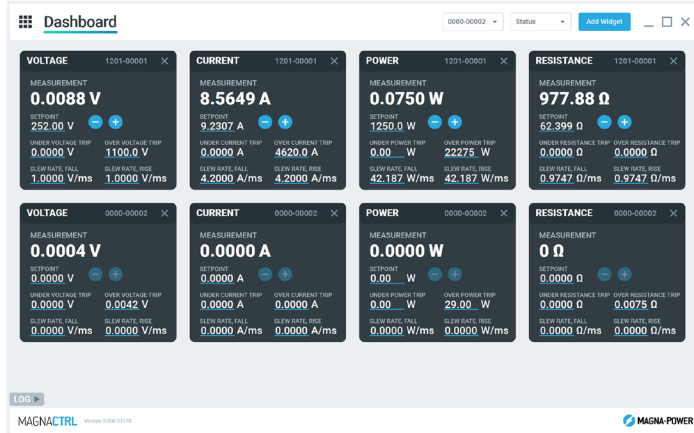 Dashboard
0000-00002
Status
Add Widget
VOLTAGE 1201-00001
MEASUREMENT
0.0088 V
SETPOINT
252.00 V
UNDER VOLTAGE TRIP OVER VOLTAGE TRIP
0.0000 V 1100.0 V
SLEW RATE, FALL SLEW RATE, RISE
1.0000 V/ms 1.0000 V/ms
CURRENT 1201-00001
MEASUREMENT
8.5649 A
SETPOINT
9.2307 A
UNDER CURRENT TRIP OVER CURRENT TRIP
0.0000 A 4620.0 A
SLEW RATE, FALL SLEW RATE, RISE
4.2000 A/ms 4.2000 A/ms
POWER 1201-00001
MEASUREMENT
0.0750 W
SETPOINT
1250.0 W
UNDER POWER TRIP OVER POWER TRIP
0.00 W 22275 W
SLEW RATE, FALL SLEW RATE, RISE
42.187 W/ms 42.187 W/ms
RESISTANCE 1201-00001
MEASUREMENT
977.88 Ω
SETPOINT
62.399 Ω
UNDER RESISTANCE TRIP OVER RESISTANCE TRIP
0.0000 Ω 0.0000 Ω
SLEW RATE, FALL SLEW RATE, RISE
0.9747 Ω/ms 0.9747 Ω/ms
VOLTAGE 0000-00002
MEASUREMENT
0.0004 V
SETPOINT
0.0000 V
UNDER VOLTAGE TRIP OVER VOLTAGE TRIP
0.0000 V 0.0042 V
SLEW RATE, FALL SLEW RATE, RISE
0.0000 V/ms 0.0000 V/ms
CURRENT 0000-00002
MEASUREMENT
0.0000 A
SETPOINT
0.0000 A
UNDER CURRENT TRIP OVER CURRENT TRIP
0.0000 A 0.0000 A
SLEW RATE, FALL SLEW RATE, RISE
0.0000 A/ms 0.0000 A/ms
POWER 0000-00002
MEASUREMENT
0.0000 W
SETPOINT
0.00 W
UNDER POWER TRIP OVER POWER TRIP
0.00 W 29.00 W
SLEW RATE, FALL SLEW RATE, RISE
0.0000 W/ms 0.0000 W/ms
RESISTANCE 0000-00002
MEASUREMENT
0 Ω
SETPOINT
0.0000 Ω
UNDER RESISTANCE TRIP OVER RESISTANCE TRIP
0.0000 Ω 0.0075 Ω
SLEW RATE, FALL SLEW RATE, RISE
0.0000 Ω/ms 0.0000 Ω/ms
LOG
MAGNACTRL Version
MAGNA-POWER